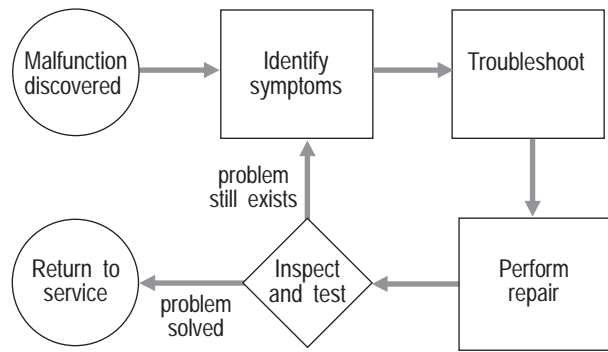 Malfunction
discovered
Identify
symptoms
Troubleshoot
problem
still exists
Return to
service
problem
solved
Inspect
and test
Perform
repair